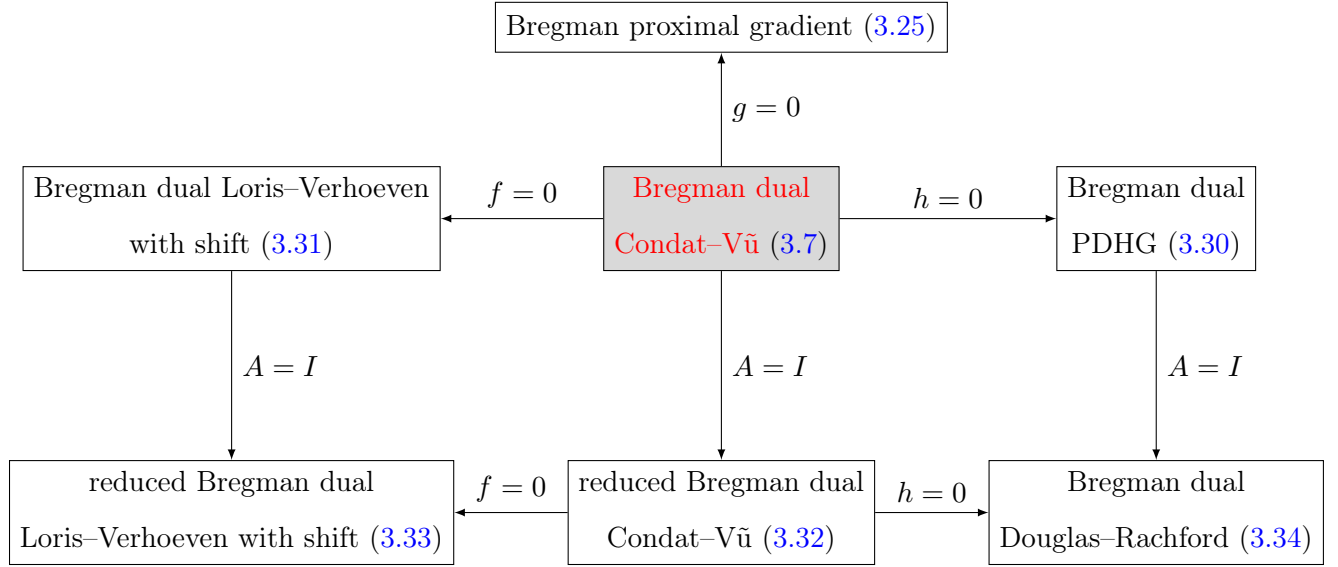 Bregman proximal gradient (3.25)
g = 0
Bregman dual Loris–Verhoeven
with shift (3.31)
f = 0
Bregman dual
Condat–Vũ (3.7)
h = 0
Bregman dual
PDHG (3.30)
A = I
A = I
A = I
reduced Bregman dual
Loris–Verhoeven with shift (3.33)
f = 0
reduced Bregman dual
Condat–Vũ (3.32)
h = 0
Bregman dual
Douglas–Rachford (3.34)